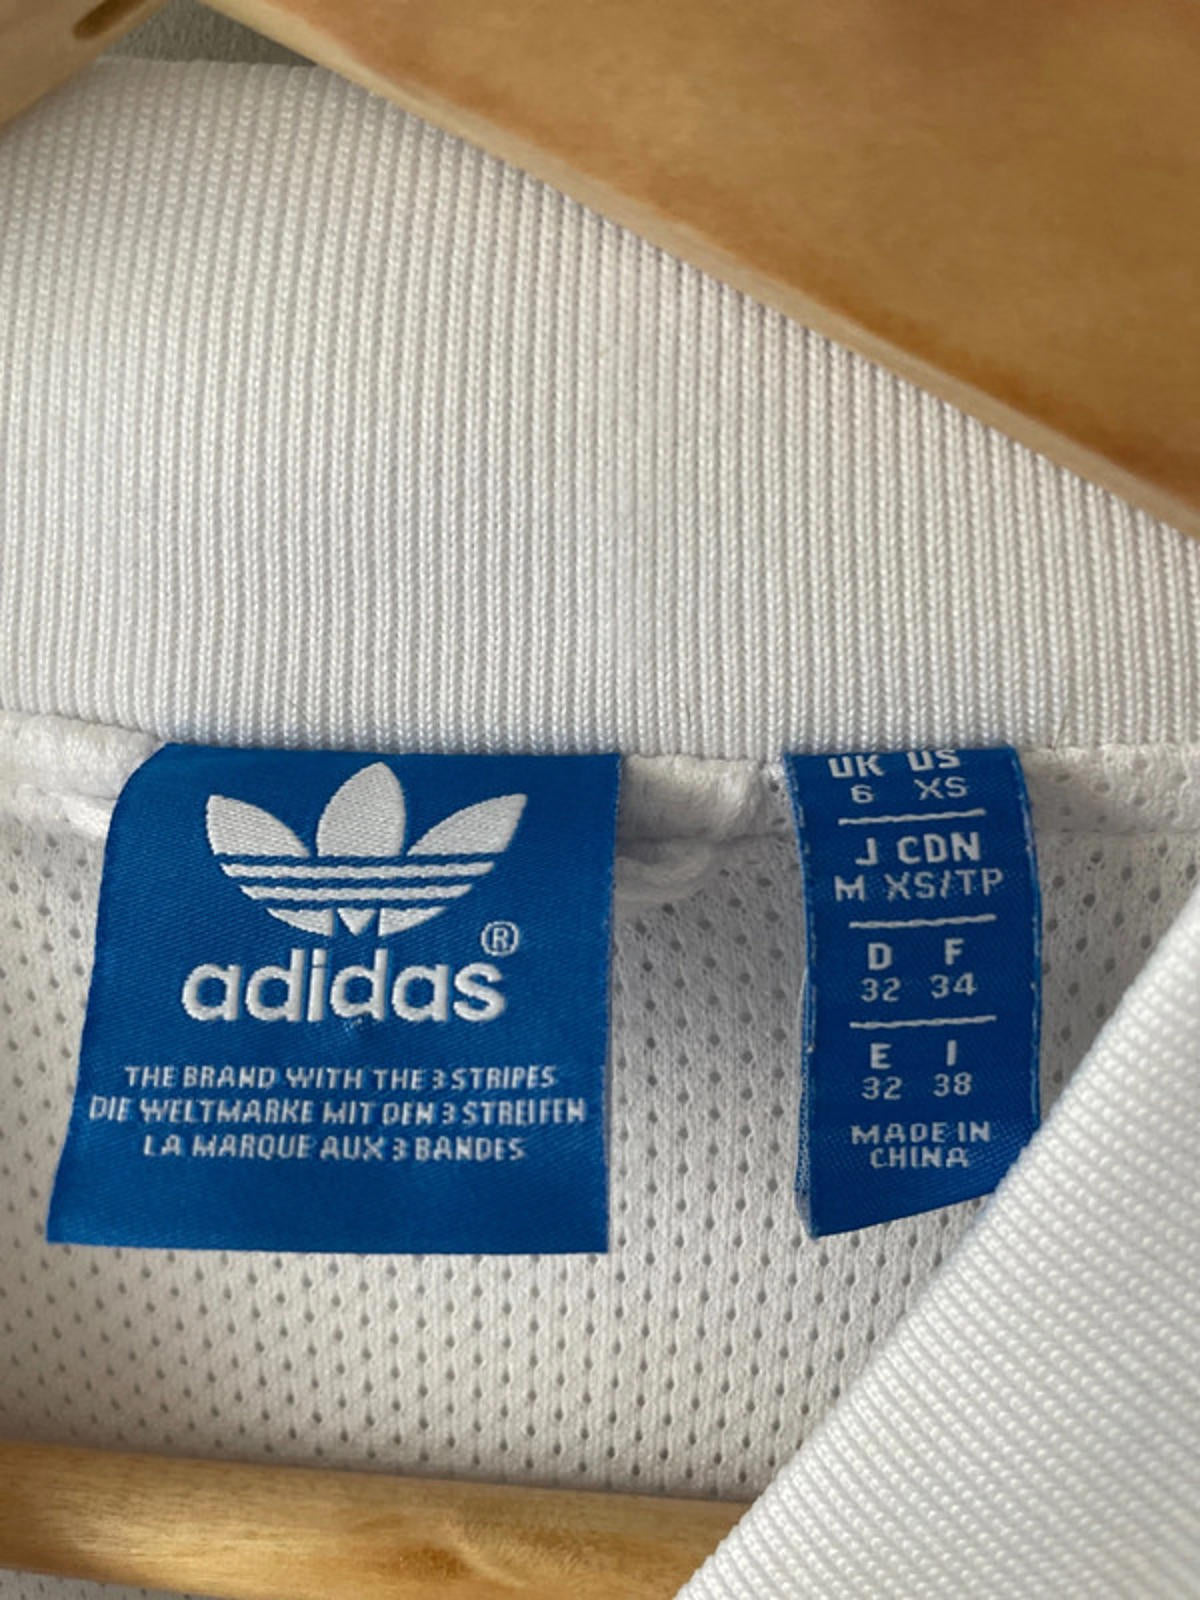 adidas®
THE BRAND WITH THE 3 STRIPES
DIE WELTMARKE MIT DEN 3 STREIFEN
LA MARQUE AUX 3 BANDES
UK US
6 XS
J CDN
M XS/TP
D F
32 34
E I
32 38
MADE IN
CHINA